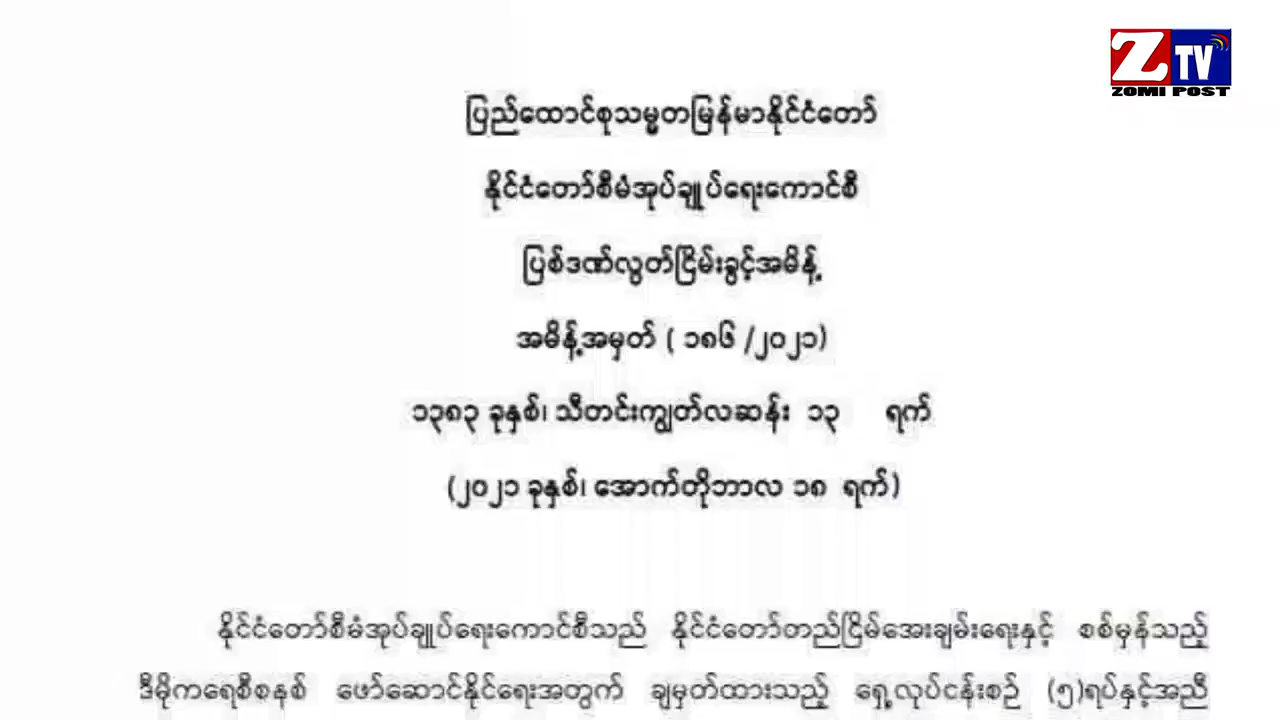 Z TV
ZOMI POST
ပြည်ထောင်စုသမ္မတမြန်မာနိုင်ငံတော်
နိုင်ငံတော်စီမံအုပ်ချုပ်ရေးကောင်စီ
ပြစ်ဒဏ်လွတ်ငြိမ်းခွင့်အမိန့်
အမိန့်အမှတ် ( ၁၈၆ /၂၀၂၁)
၁၃၈၃ ခုနှစ်၊ သီတင်းကျွတ်လဆန်း ၁၃ ရက်
(၂၀၂၁ ခုနှစ်၊ အောက်တိုဘာလ ၁၈ ရက်)
နိုင်ငံတော်စီမံအုပ်ချုပ်ရေးကောင်စီသည် နိုင်ငံတော်တည်ငြိမ်အေးချမ်းရေးနှင့် စစ်မှန်သည့်
ဒီမိုကရေစီစနစ် ဖော်ဆောင်နိုင်ရေးအတွက် ချမှတ်ထားသည့် ရှေ့လုပ်ငန်းစဉ် (၅)ရပ်နှင့်အညီ